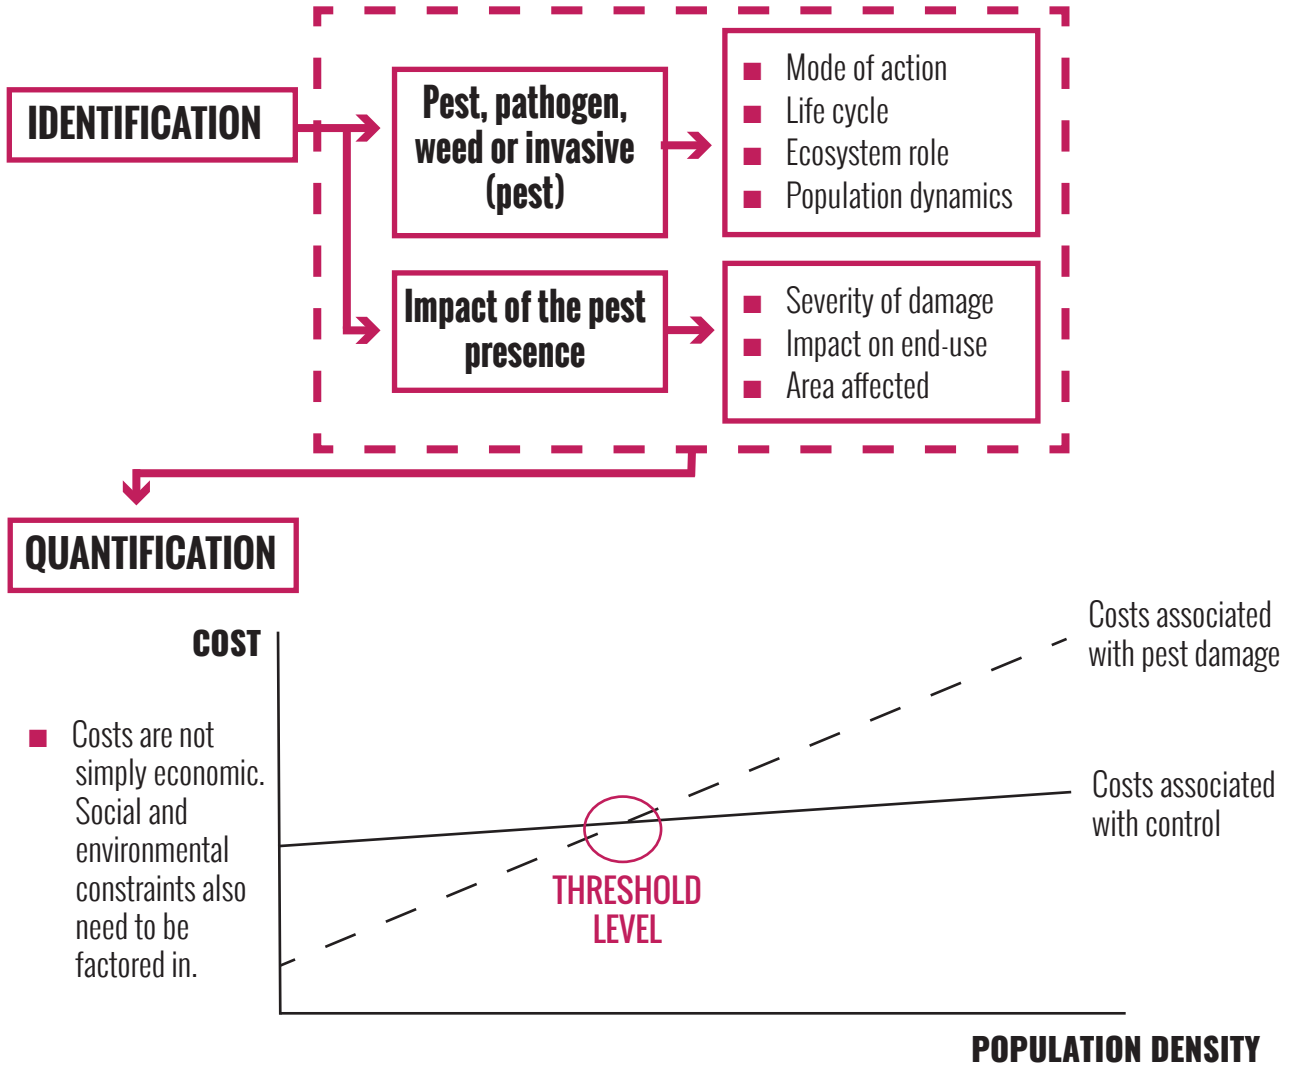 IDENTIFICATION
Pest, pathogen,
weed or invasive
(pest)
Mode of action
Life cycle
Ecosystem role
Population dynamics
Impact of the pest
presence
Severity of damage
Impact on end-use
Area affected
QUANTIFICATION
COST
Costs are not
simply economic.
Social and
environmental
constraints also
need to be
factored in.
Costs associated
with pest damage
Costs associated
with control
THRESHOLD
LEVEL
POPULATION DENSITY